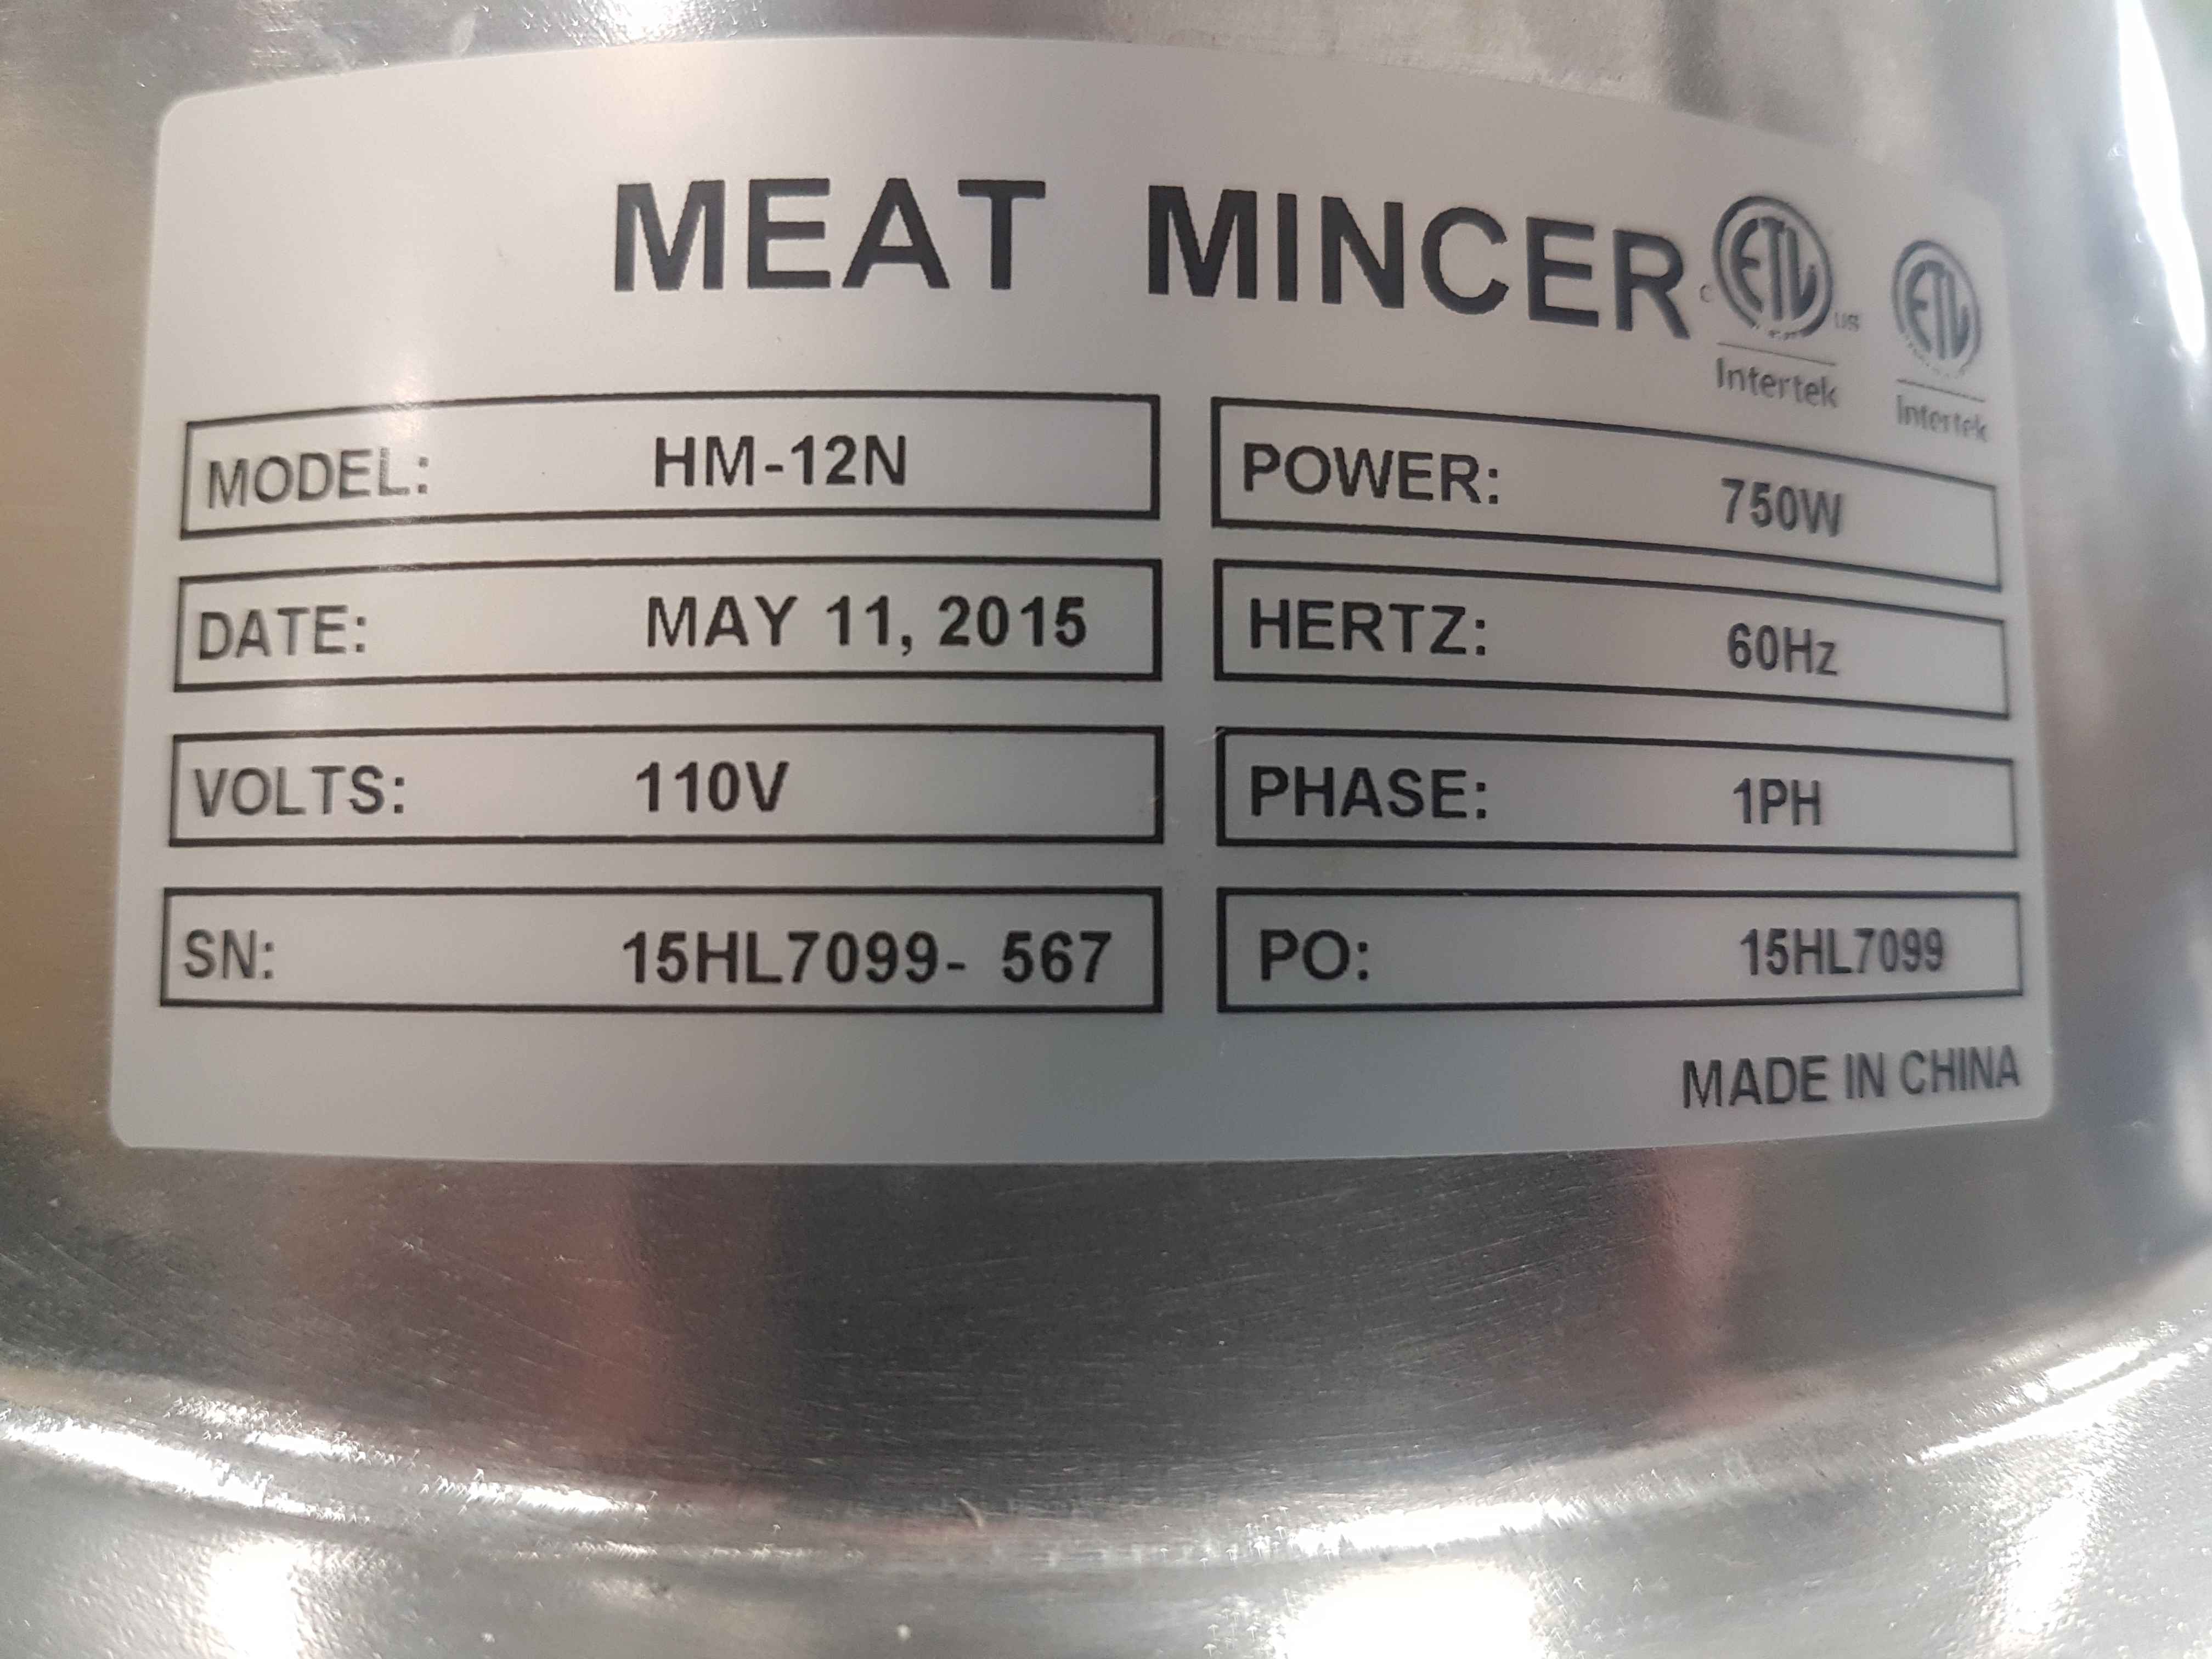 MEAT MINCER
C ETL US
Intertek
ETL
Intertek
MODEL: HM-12N
POWER: 750W
DATE: MAY 11, 2015
HERTZ: 60Hz
VOLTS: 110V
PHASE: 1PH
SN: 15HL7099- 567
PO: 15HL7099
MADE IN CHINA